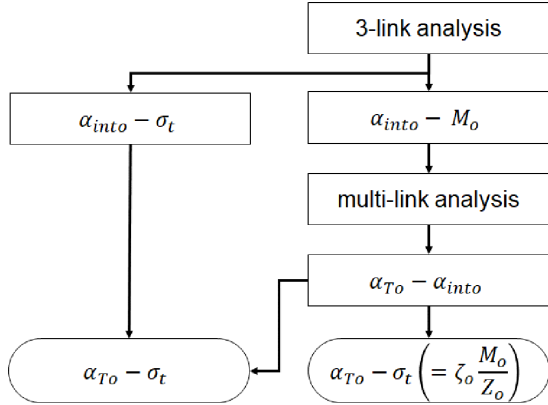 3-link analysis
α_into − σ_t
α_into − M_o
multi-link analysis
α_To − α_into
α_To − σ_t
α_To − σ_t (= ζ_o M_o/Z_o)